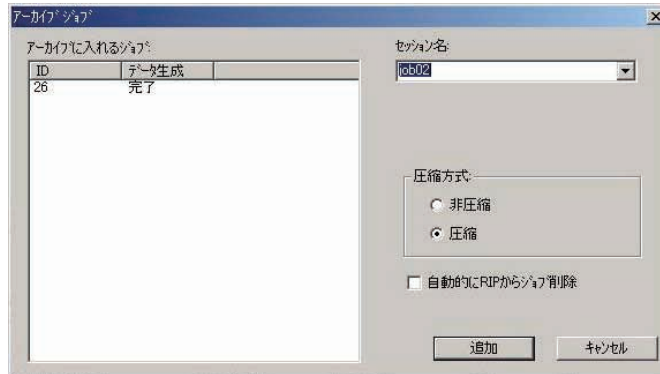 アーカイブ ジョブ
アーカイブに入れるジョブ:
ID データ生成
26 完了
セッション名:
job02
圧縮方式:
非圧縮
圧縮
自動的にRIPからジョブ削除
追加 キャンセル